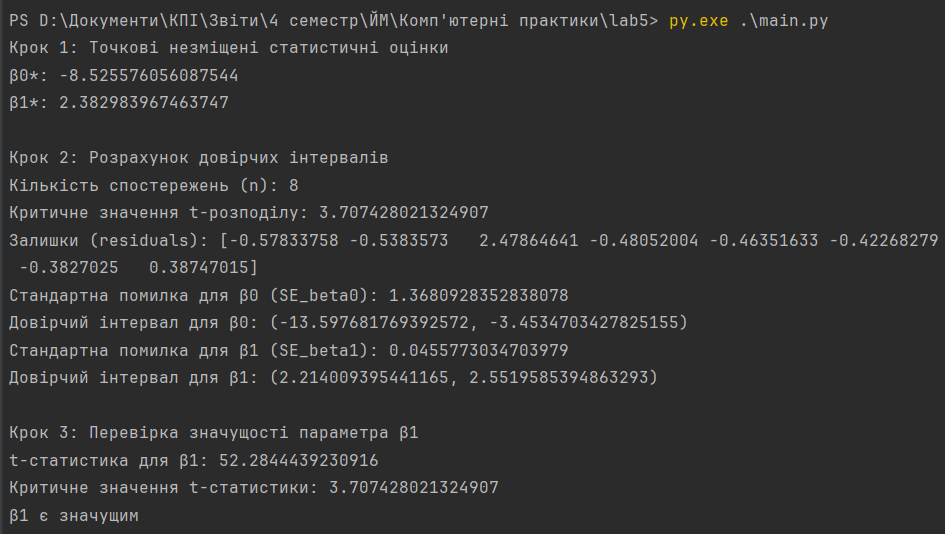 PS D:\Документи\КПІ\Звіти\4 семестр\ЙМ\Комп'ютерні практики\lab5> py.exe .\main.py
Крок 1: Точкові незміщені статистичні оцінки
β0*: -8.525576056087544
β1*: 2.382983967463747
Крок 2: Розрахунок довірчих інтервалів
Кількість спостережень (n): 8
Критичне значення t-розподілу: 3.707428021324907
Залишки (residuals): [-0.57833758 -0.5383573   2.47864641 -0.48052004 -0.46351633 -0.42268279
 -0.3827025   0.38747015]
Стандартна помилка для β0 (SE_beta0): 1.3680928352838078
Довірчий інтервал для β0: (-13.597681769392572, -3.4534703427825155)
Стандартна помилка для β1 (SE_beta1): 0.0455773034703979
Довірчий інтервал для β1: (2.214009395441165, 2.5519585394863293)
Крок 3: Перевірка значущості параметра β1
t-статистика для β1: 52.2844439230916
Критичне значення t-статистики: 3.707428021324907
β1 є значущим